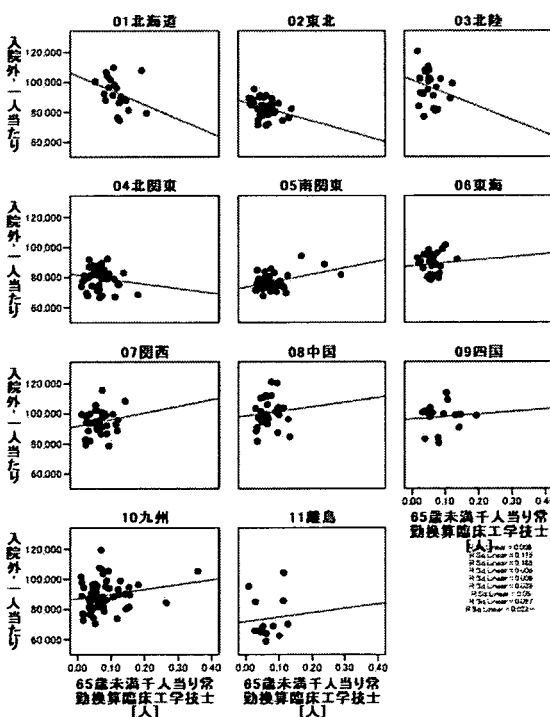 01北海道
02東北
03北陸
入院外,一人当たり
120,000
100,000
80,000
60,000
04北関東
05南関東
06東海
入院外,一人当たり
120,000
100,000
80,000
60,000
07関西
08中国
09四国
入院外,一人当たり
120,000
100,000
80,000
60,000
0.00 0.10 0.20 0.30 0.40
65歳未満千人当り常
勤換算臨床工学技士
[人]
10九州
11離島
入院外,一人当たり
120,000
100,000
80,000
60,000
0.00 0.10 0.20 0.30 0.40
0.00 0.10 0.20 0.30 0.40
65歳未満千人当り常
勤換算臨床工学技士
[人]
65歳未満千人当り常
勤換算臨床工学技士
[人]